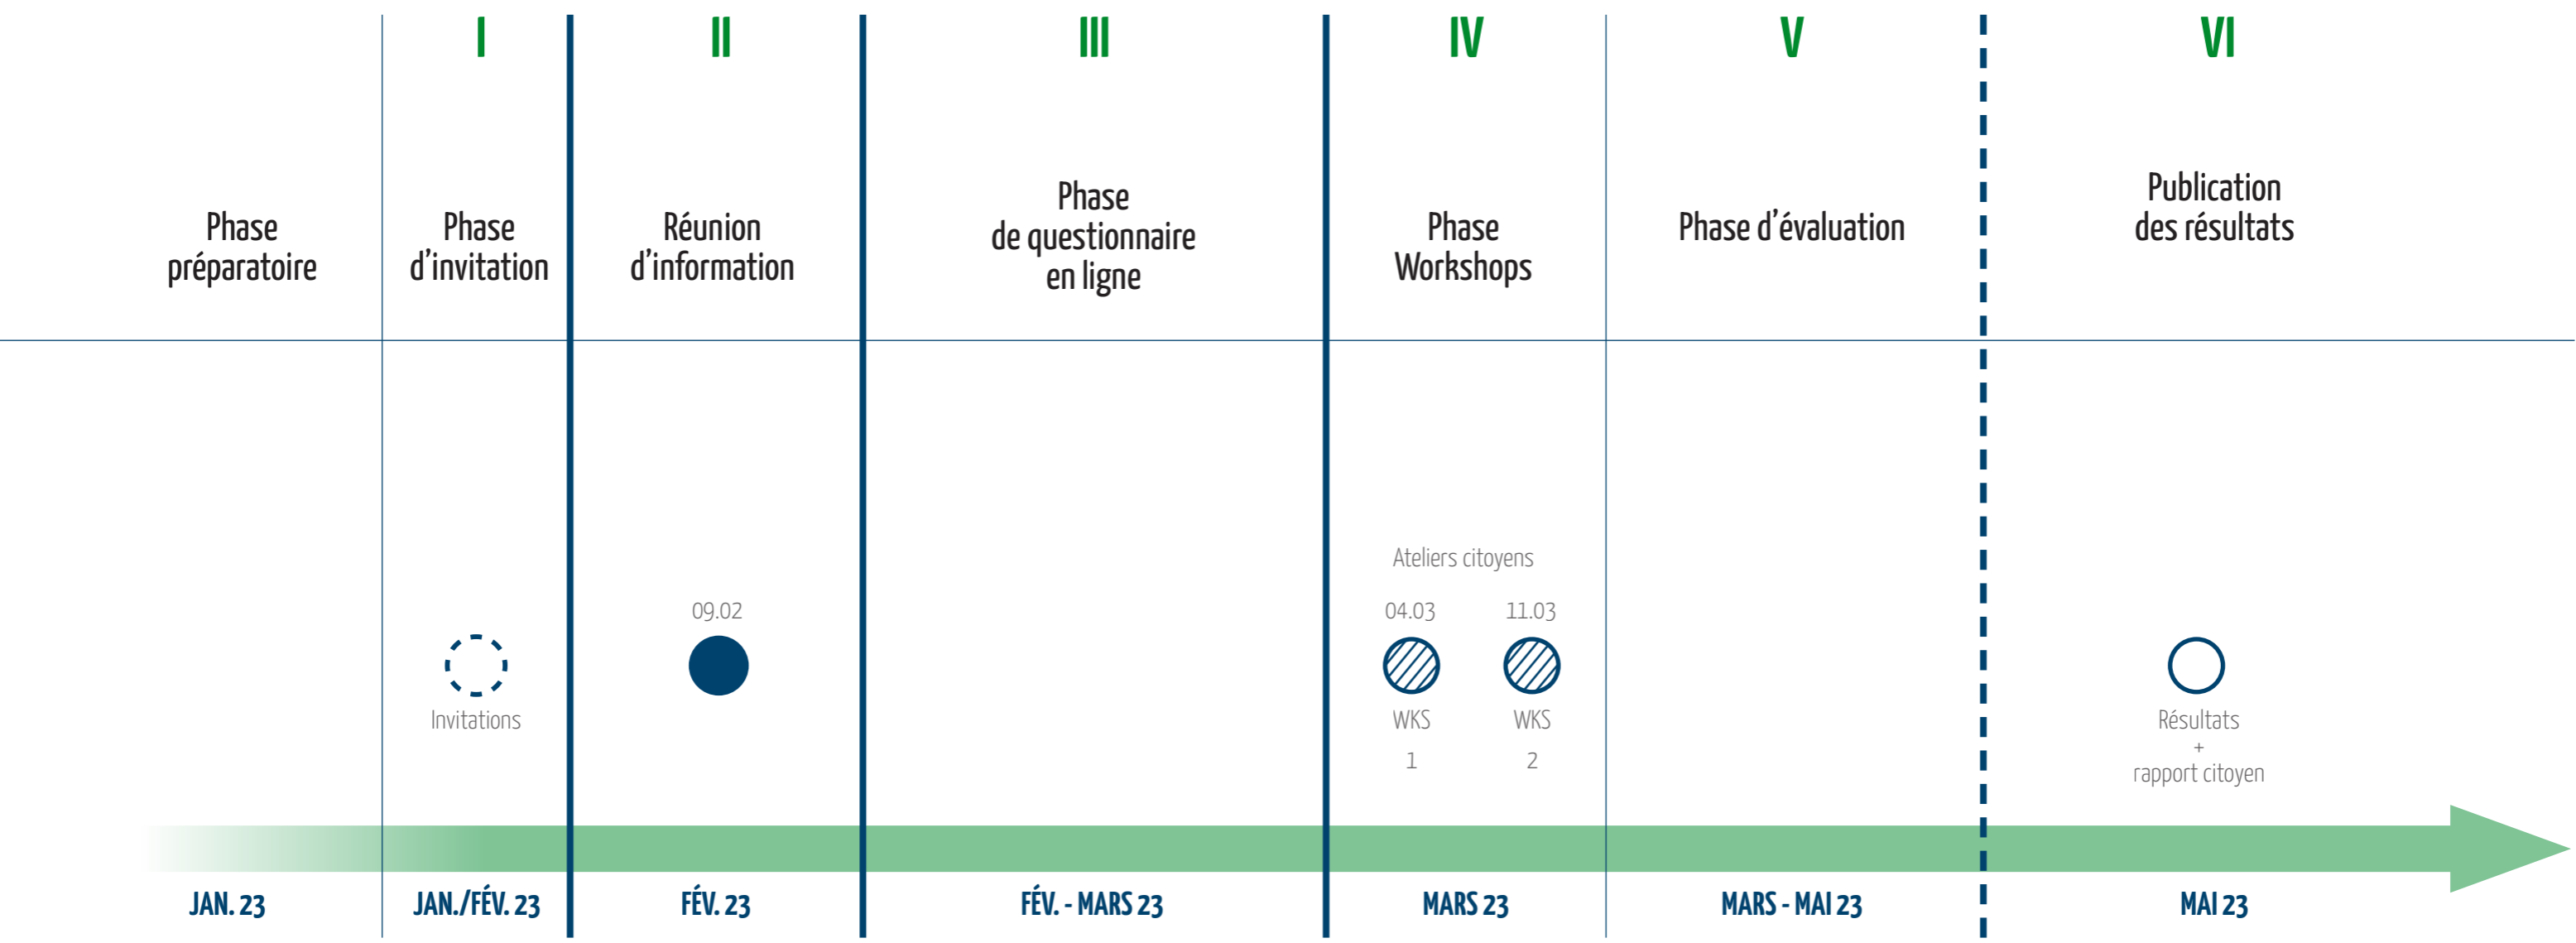 I
II
III
IV
V
VI
Phase
préparatoire
Phase
d’invitation
Réunion
d’information
Phase
de questionnaire
en ligne
Phase
Workshops
Phase d’évaluation
Publication
des résultats
Invitations
09.02
Ateliers citoyens
04.03
WKS
1
11.03
WKS
2
Résultats
+
rapport citoyen
JAN. 23
JAN./FÉV. 23
FÉV. 23
FÉV. - MARS 23
MARS 23
MARS - MAI 23
MAI 23